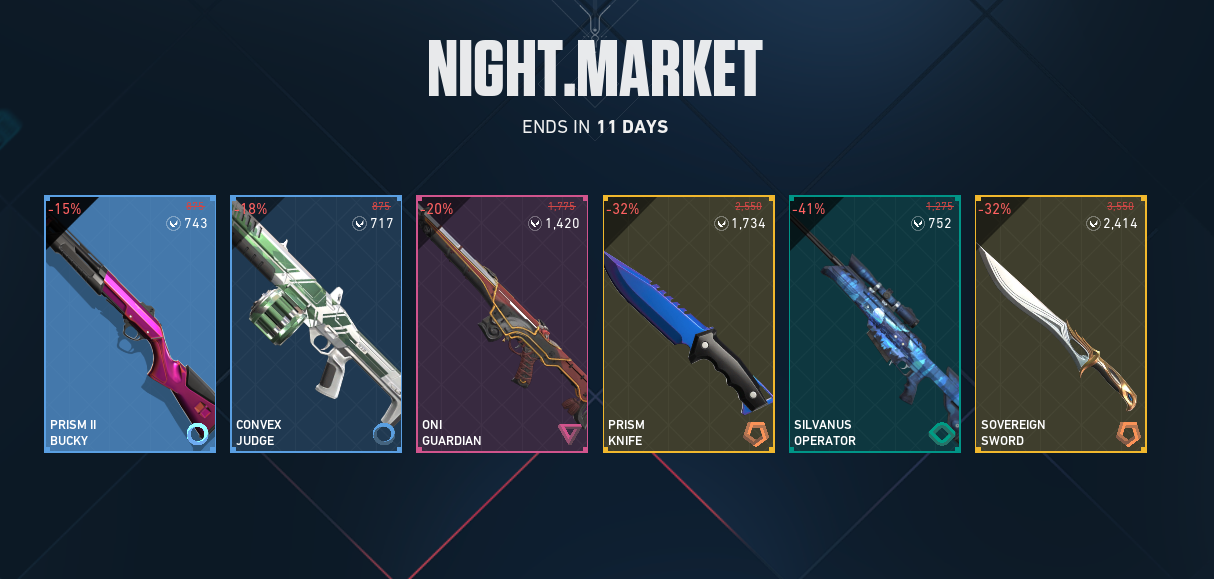 NIGHT.MARKET
ENDS IN 11 DAYS
-15%
743
PRISM II
BUCKY
-18%
875
717
CONVEX
JUDGE
-20%
1,775
1,420
ONI
GUARDIAN
-32%
2,550
1,734
PRISM
KNIFE
-41%
1,275
752
SILVANUS
OPERATOR
-32%
3,550
2,414
SOVEREIGN
SWORD